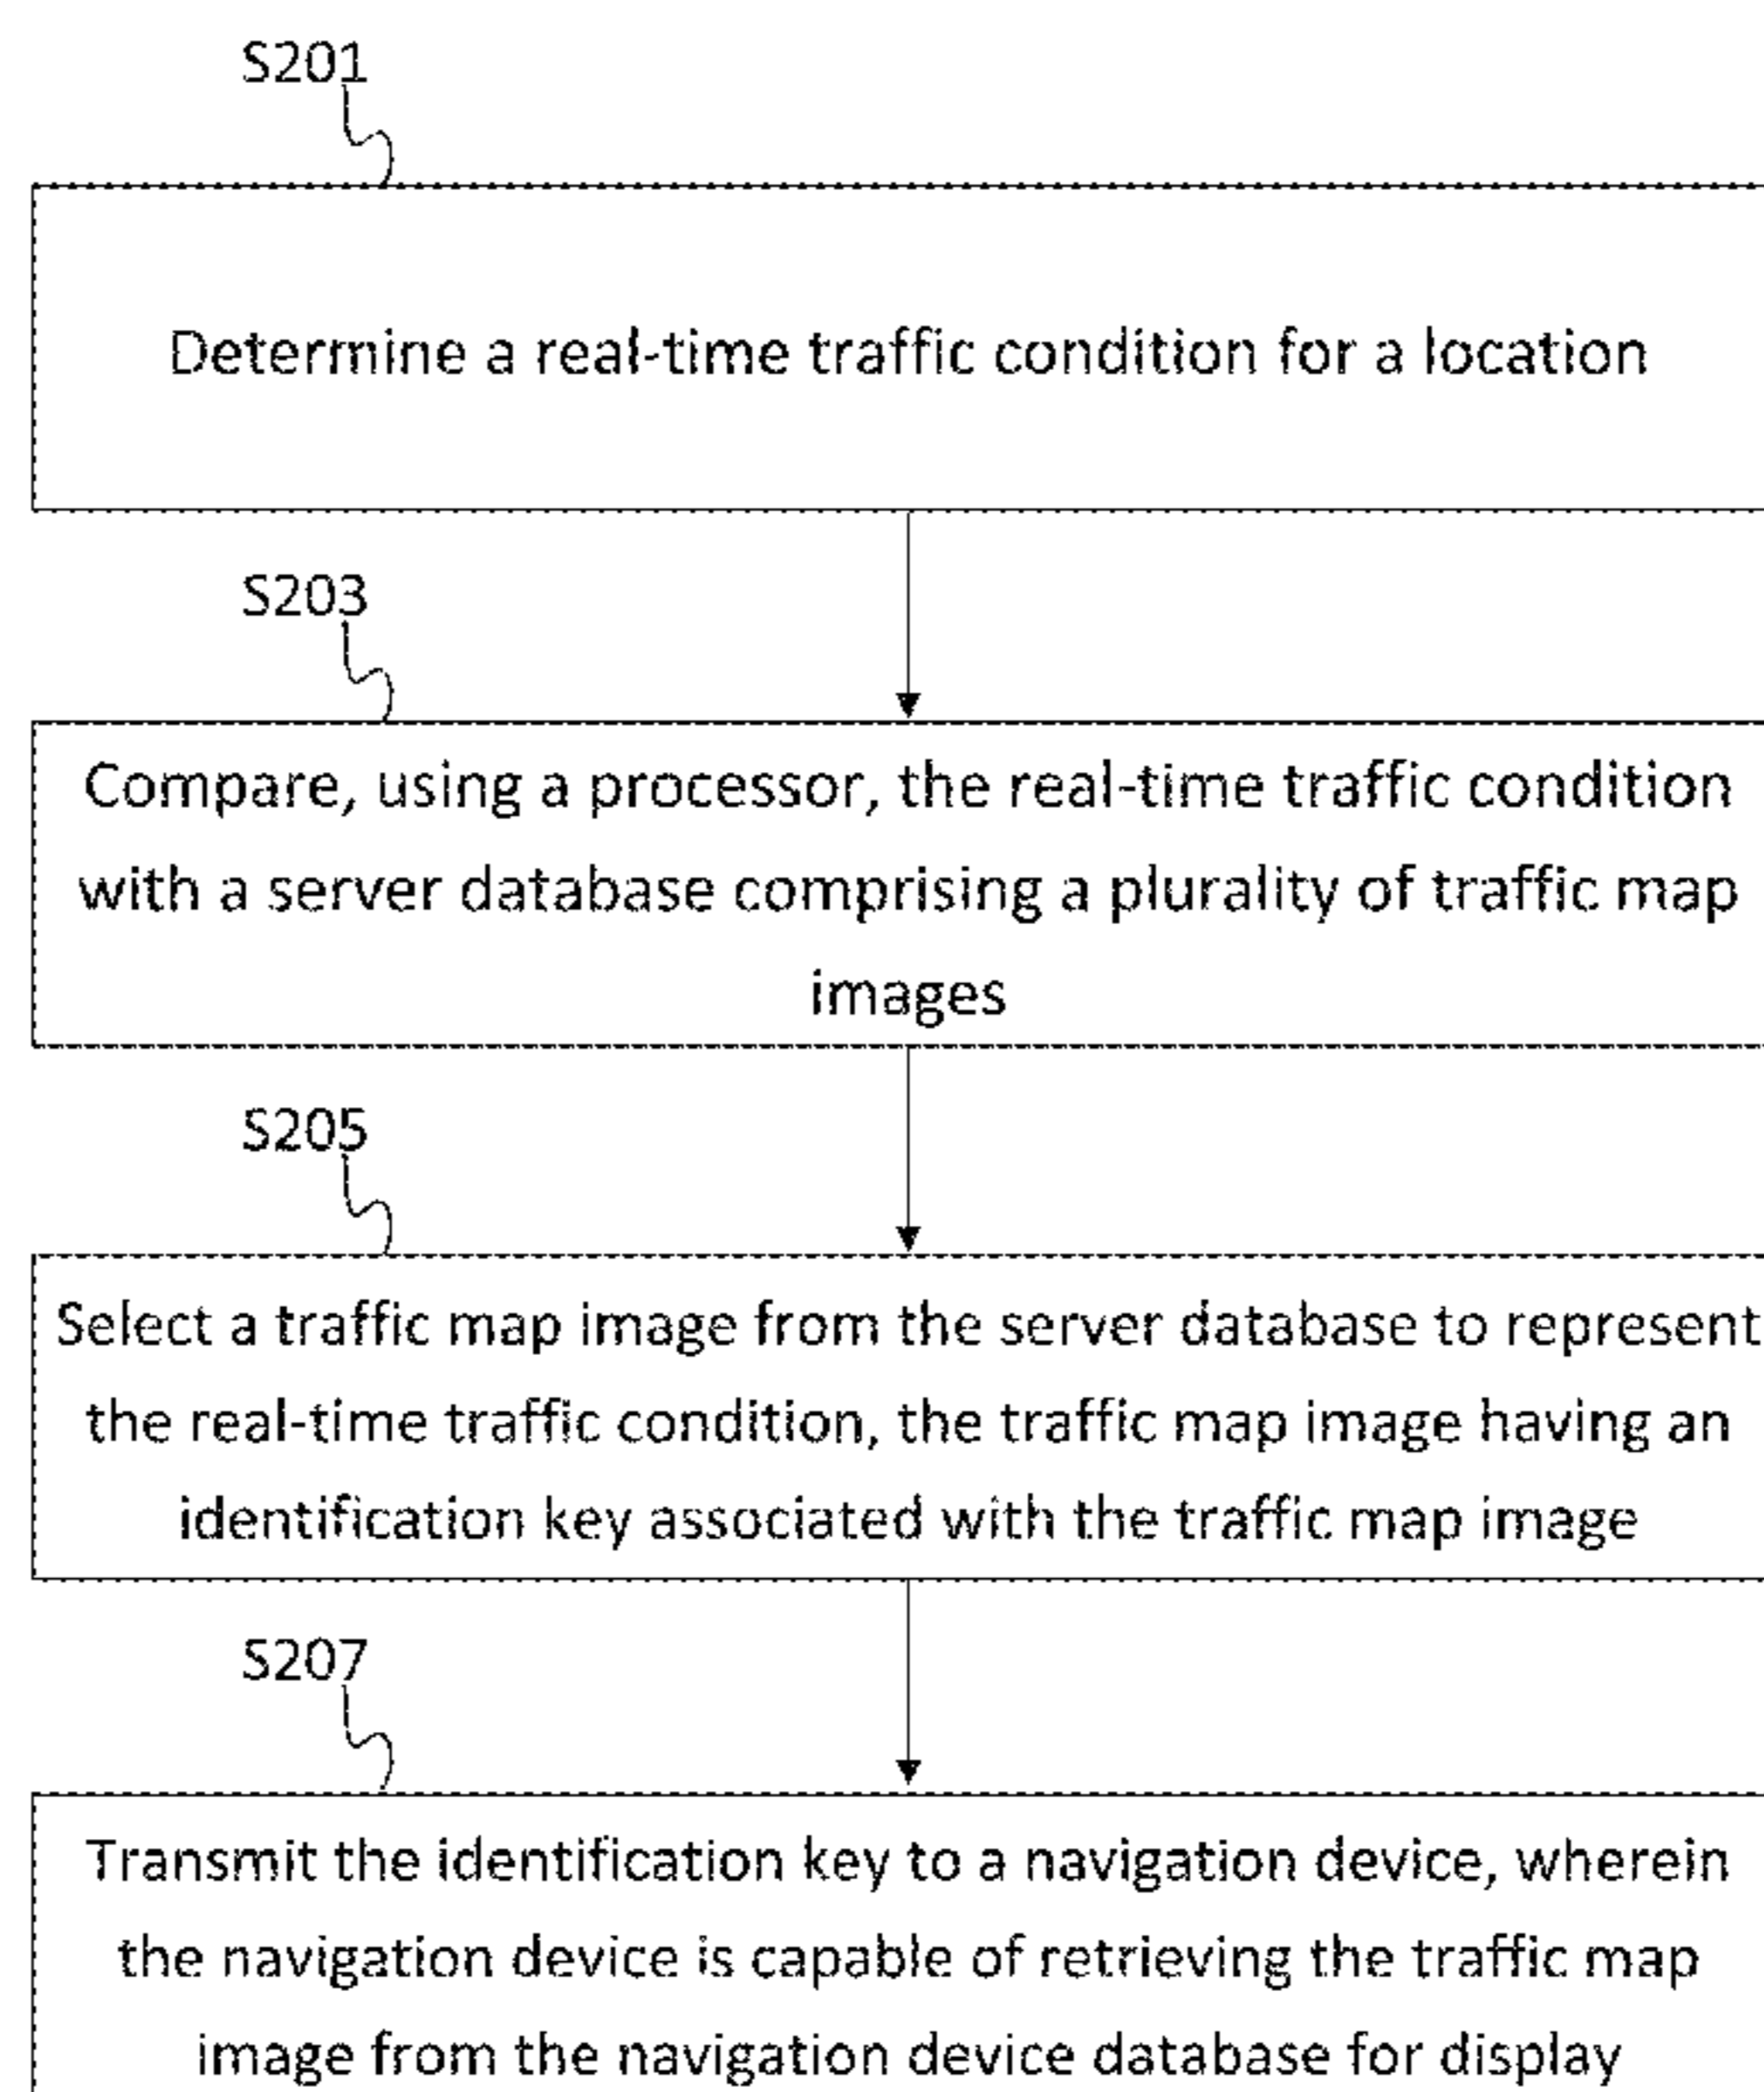 S201
Determine a real-time traffic condition for a location
S203
Compare, using a processor, the real-time traffic condition
with a server database comprising a plurality of traffic map
images
S205
Select a traffic map image from the server database to represent
the real-time traffic condition, the traffic map image having an
identification key associated with the traffic map image
S207
Transmit the identification key to a navigation device, wherein
the navigation device is capable of retrieving the traffic map
image from the navigation device database for display